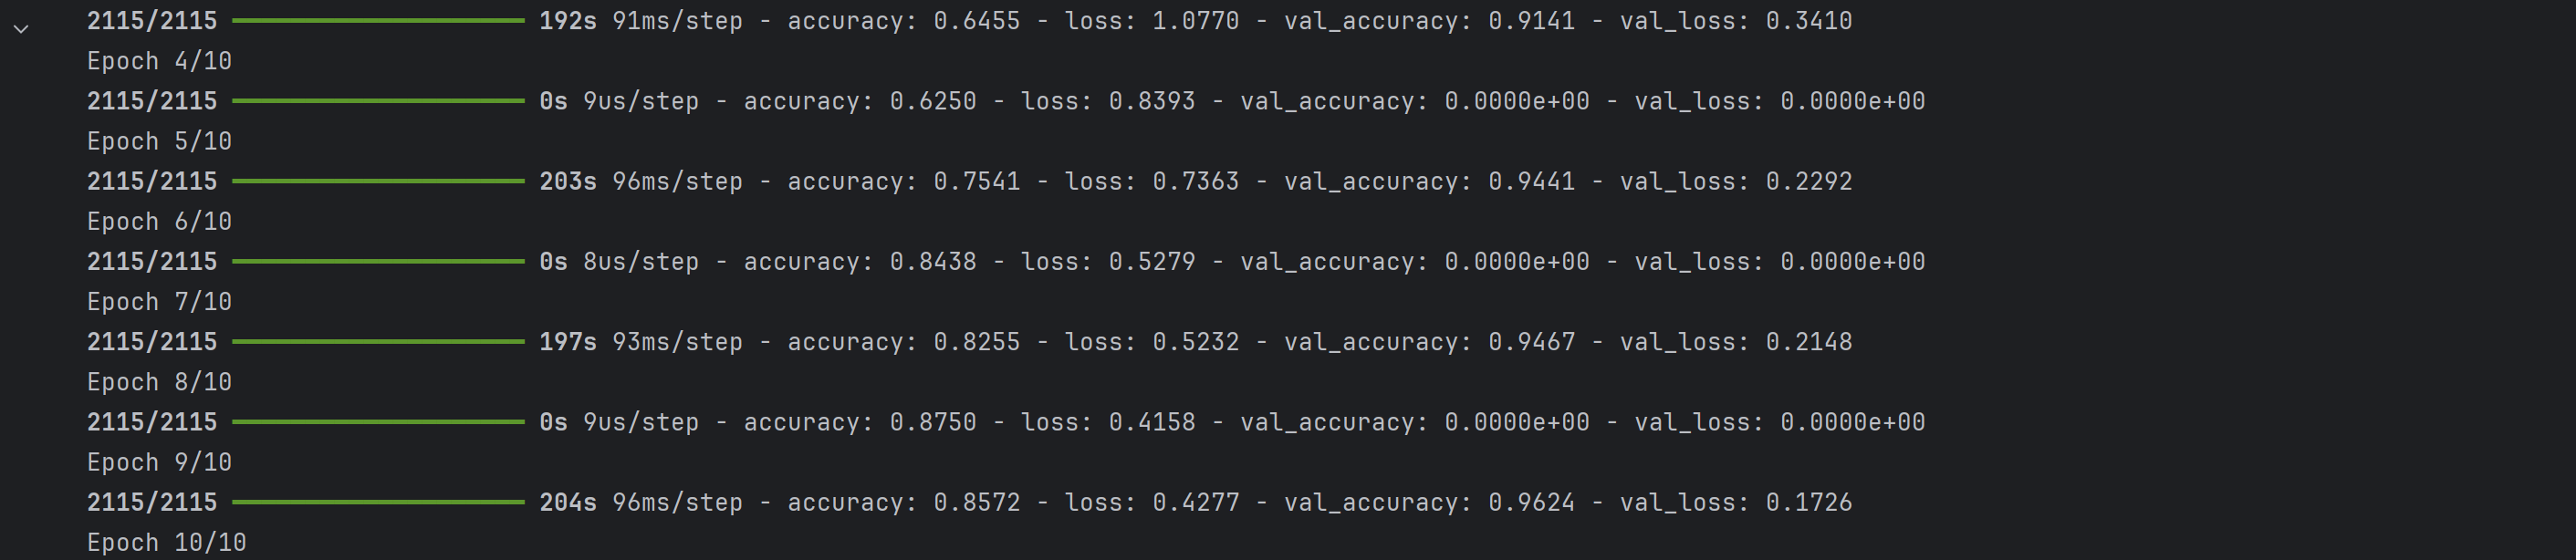 2115/2115 ━━━━━━━━━━━━━━━━━━━━ 192s 91ms/step - accuracy: 0.6455 - loss: 1.0770 - val_accuracy: 0.9141 - val_loss: 0.3410
Epoch 4/10
2115/2115 ━━━━━━━━━━━━━━━━━━━━ 0s 9us/step - accuracy: 0.6250 - loss: 0.8393 - val_accuracy: 0.0000e+00 - val_loss: 0.0000e+00
Epoch 5/10
2115/2115 ━━━━━━━━━━━━━━━━━━━━ 203s 96ms/step - accuracy: 0.7541 - loss: 0.7363 - val_accuracy: 0.9441 - val_loss: 0.2292
Epoch 6/10
2115/2115 ━━━━━━━━━━━━━━━━━━━━ 0s 8us/step - accuracy: 0.8438 - loss: 0.5279 - val_accuracy: 0.0000e+00 - val_loss: 0.0000e+00
Epoch 7/10
2115/2115 ━━━━━━━━━━━━━━━━━━━━ 197s 93ms/step - accuracy: 0.8255 - loss: 0.5232 - val_accuracy: 0.9467 - val_loss: 0.2148
Epoch 8/10
2115/2115 ━━━━━━━━━━━━━━━━━━━━ 0s 9us/step - accuracy: 0.8750 - loss: 0.4158 - val_accuracy: 0.0000e+00 - val_loss: 0.0000e+00
Epoch 9/10
2115/2115 ━━━━━━━━━━━━━━━━━━━━ 204s 96ms/step - accuracy: 0.8572 - loss: 0.4277 - val_accuracy: 0.9624 - val_loss: 0.1726
Epoch 10/10